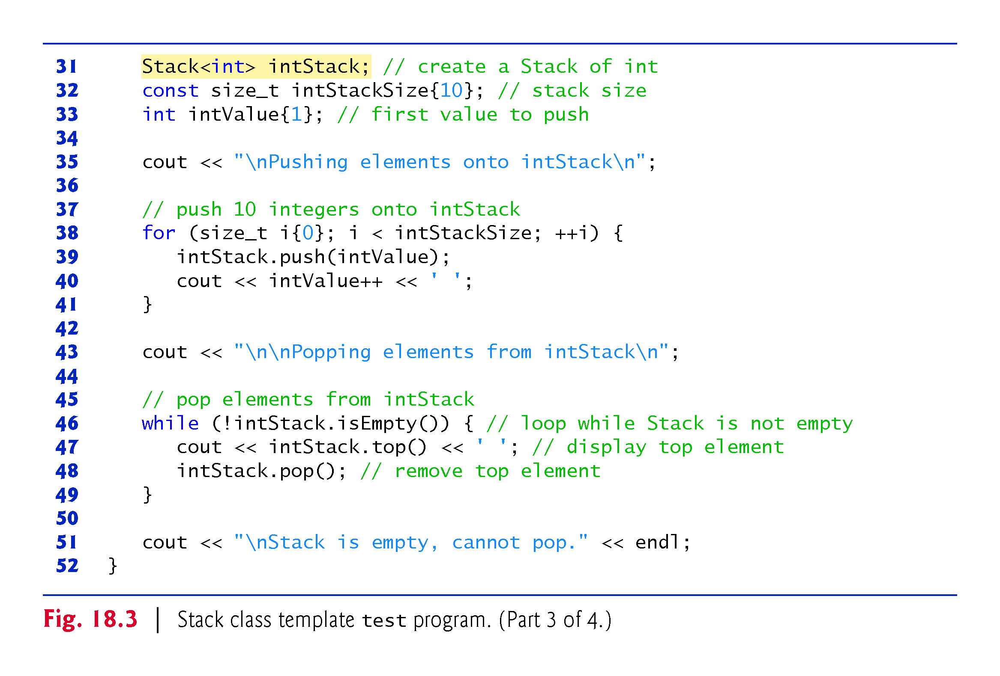 31 Stack<int> intStack; // create a Stack of int
32 const size_t intStackSize{10}; // stack size
33 int intValue{1}; // first value to push
34
35 cout << "\nPushing elements onto intStack\n";
36
37 // push 10 integers onto intStack
38 for (size_t i{0}; i < intStackSize; ++i) {
39 intStack.push(intValue);
40 cout << intValue++ << ' ';
41 }
42
43 cout << "\n\nPopping elements from intStack\n";
44
45 // pop elements from intStack
46 while (!intStack.isEmpty()) { // loop while Stack is not empty
47 cout << intStack.top() << ' '; // display top element
48 intStack.pop(); // remove top element
49 }
50
51 cout << "\nStack is empty, cannot pop." << endl;
52 }
Fig. 18.3 | Stack class template test program. (Part 3 of 4.)